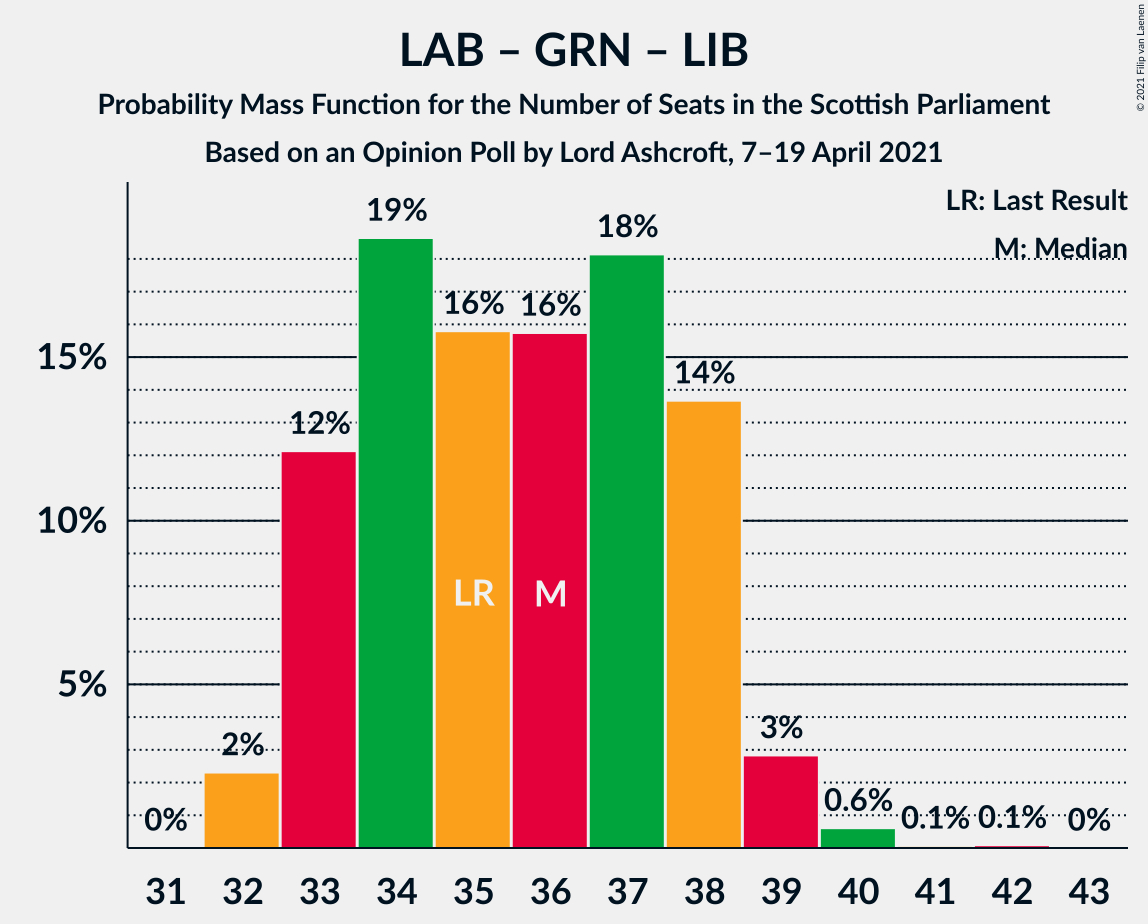 LAB – GRN – LIB
Probability Mass Function for the Number of Seats in the Scottish Parliament
Based on an Opinion Poll by Lord Ashcroft, 7–19 April 2021
© 2021 Filip van Laenen
LR: Last Result
M: Median
19%
18%
16%
16%
15%
14%
12%
10%
LR
M
5%
3%
2%
0.6%
0%
0.1%
0.1%
0%
31 32 33 34 35 36 37 38 39 40 41 42 43